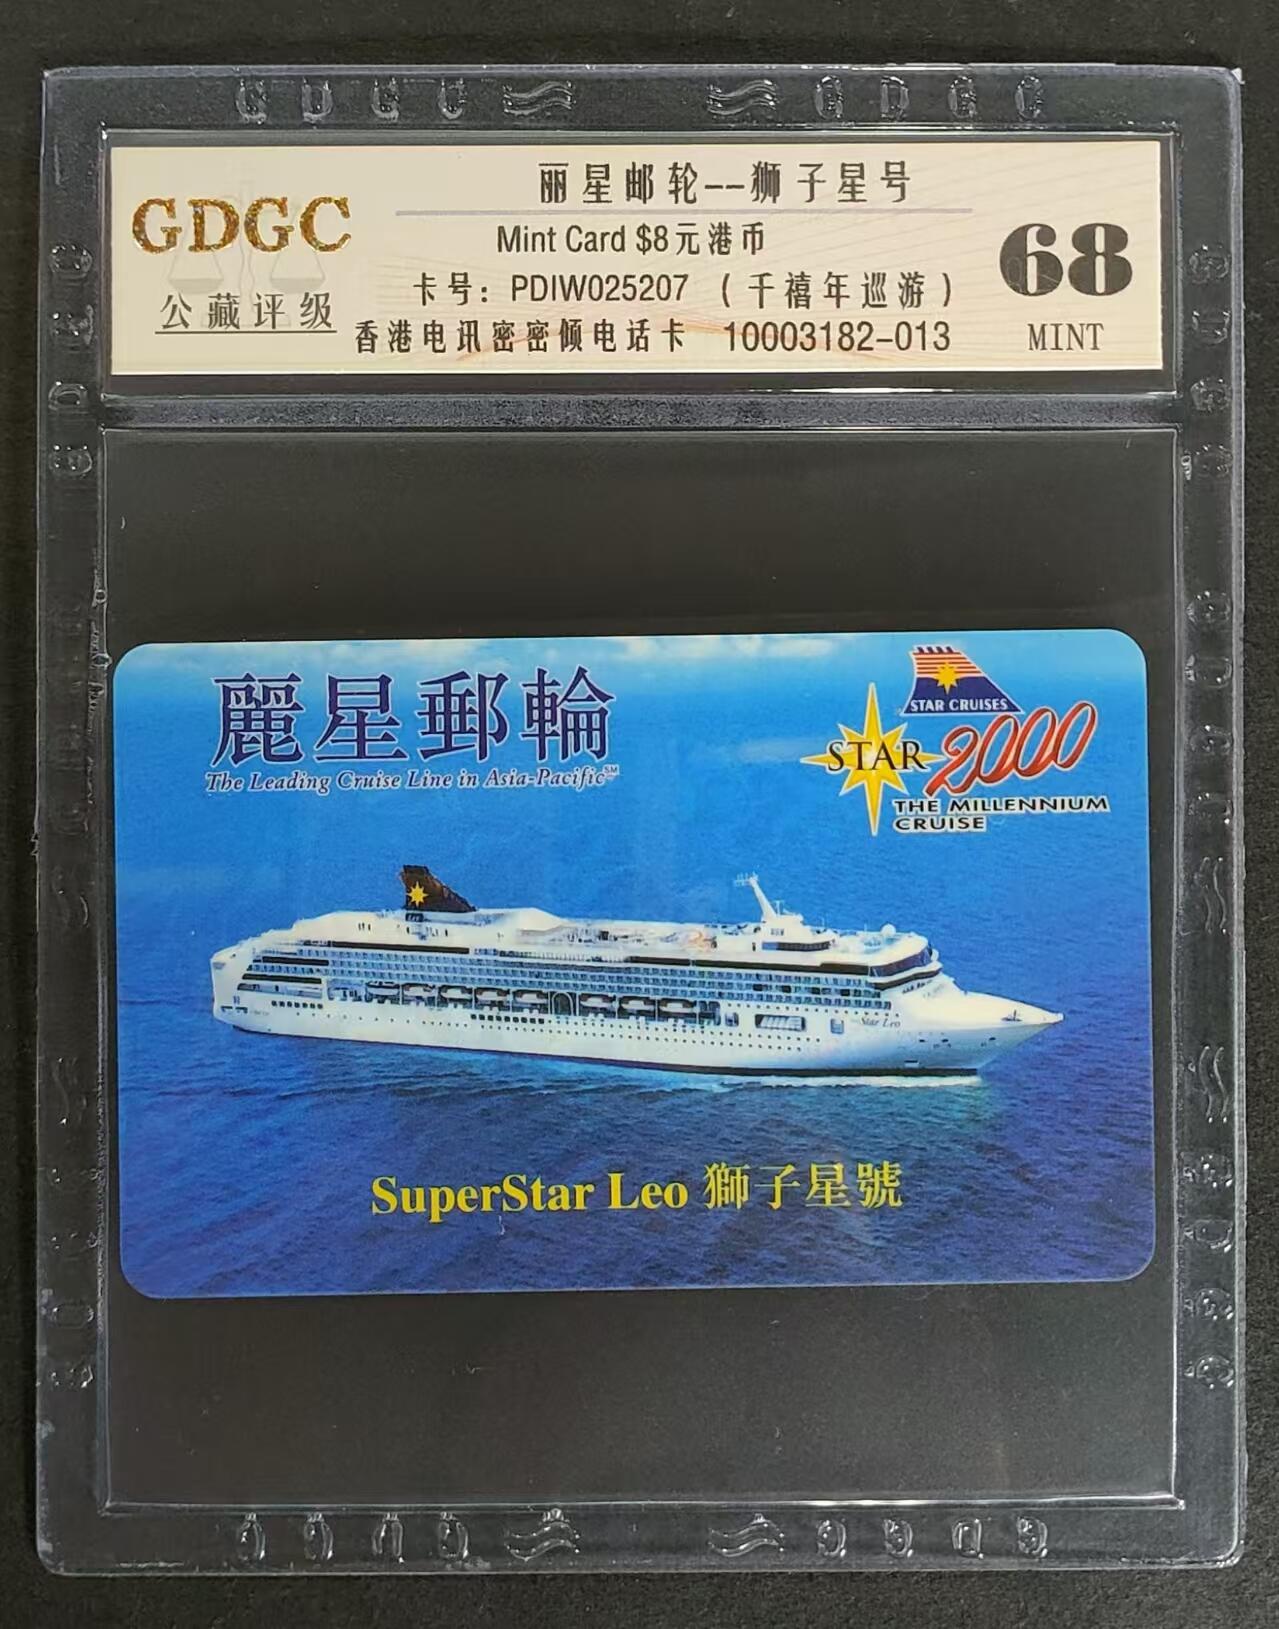 GDGC
公藏评级
丽星邮轮--狮子星号
Mint Card $8元港币
卡号：PDIW025207 （千禧年巡游）
香港电讯密密倾电话卡 10003182-013
68
MINT
麗星郵輪
The Leading Cruise Line in Asia-Pacific℠
STAR CRUISES
STAR 2000
THE MILLENNIUM
CRUISE
Star Leo
SuperStar Leo 獅子星號